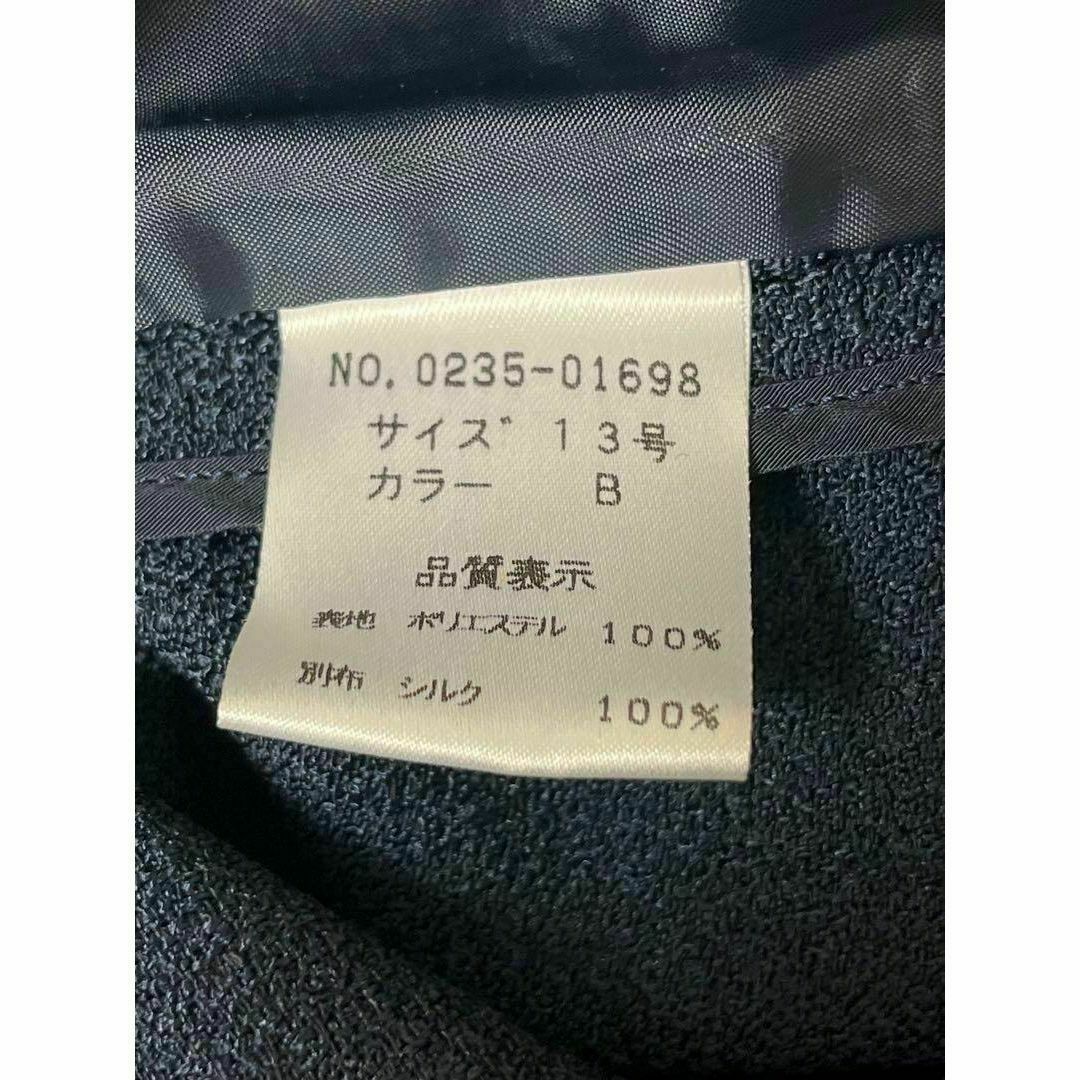 NO. 0235-01698
サイズ 13号
カラー B
品質表示
表地 ポリエステル 100%
別布 シルク 100%